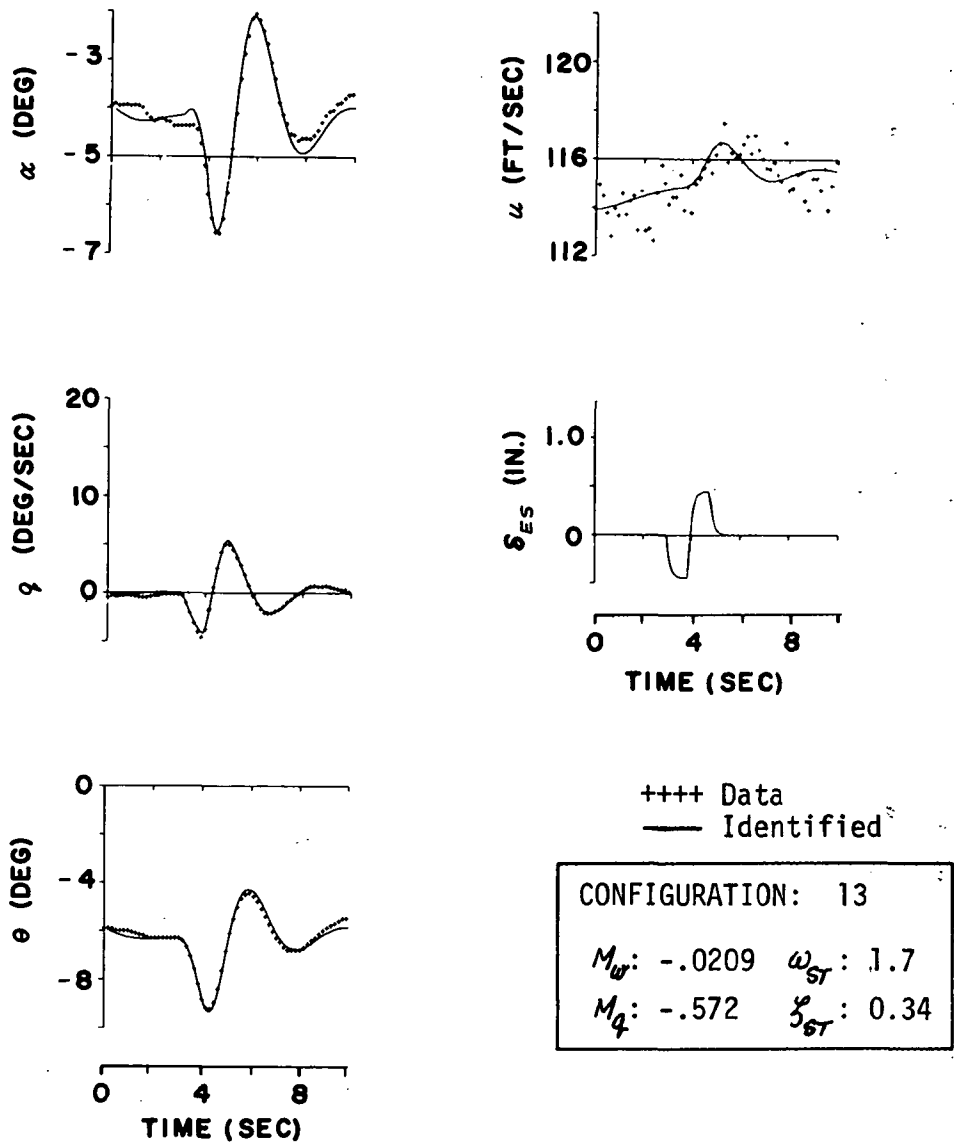 α (DEG)
-3
-5
-7
u (FT/SEC)
120
116
112
q (DEG/SEC)
20
10
0
δES (IN.)
1.0
0
0 4 8
TIME (SEC)
θ (DEG)
0
-4
-8
0 4 8
TIME (SEC)
++++ Data
—— Identified
CONFIGURATION: 13
Mw: -.0209 ωST: 1.7
Mq: -.572 ζST: 0.34